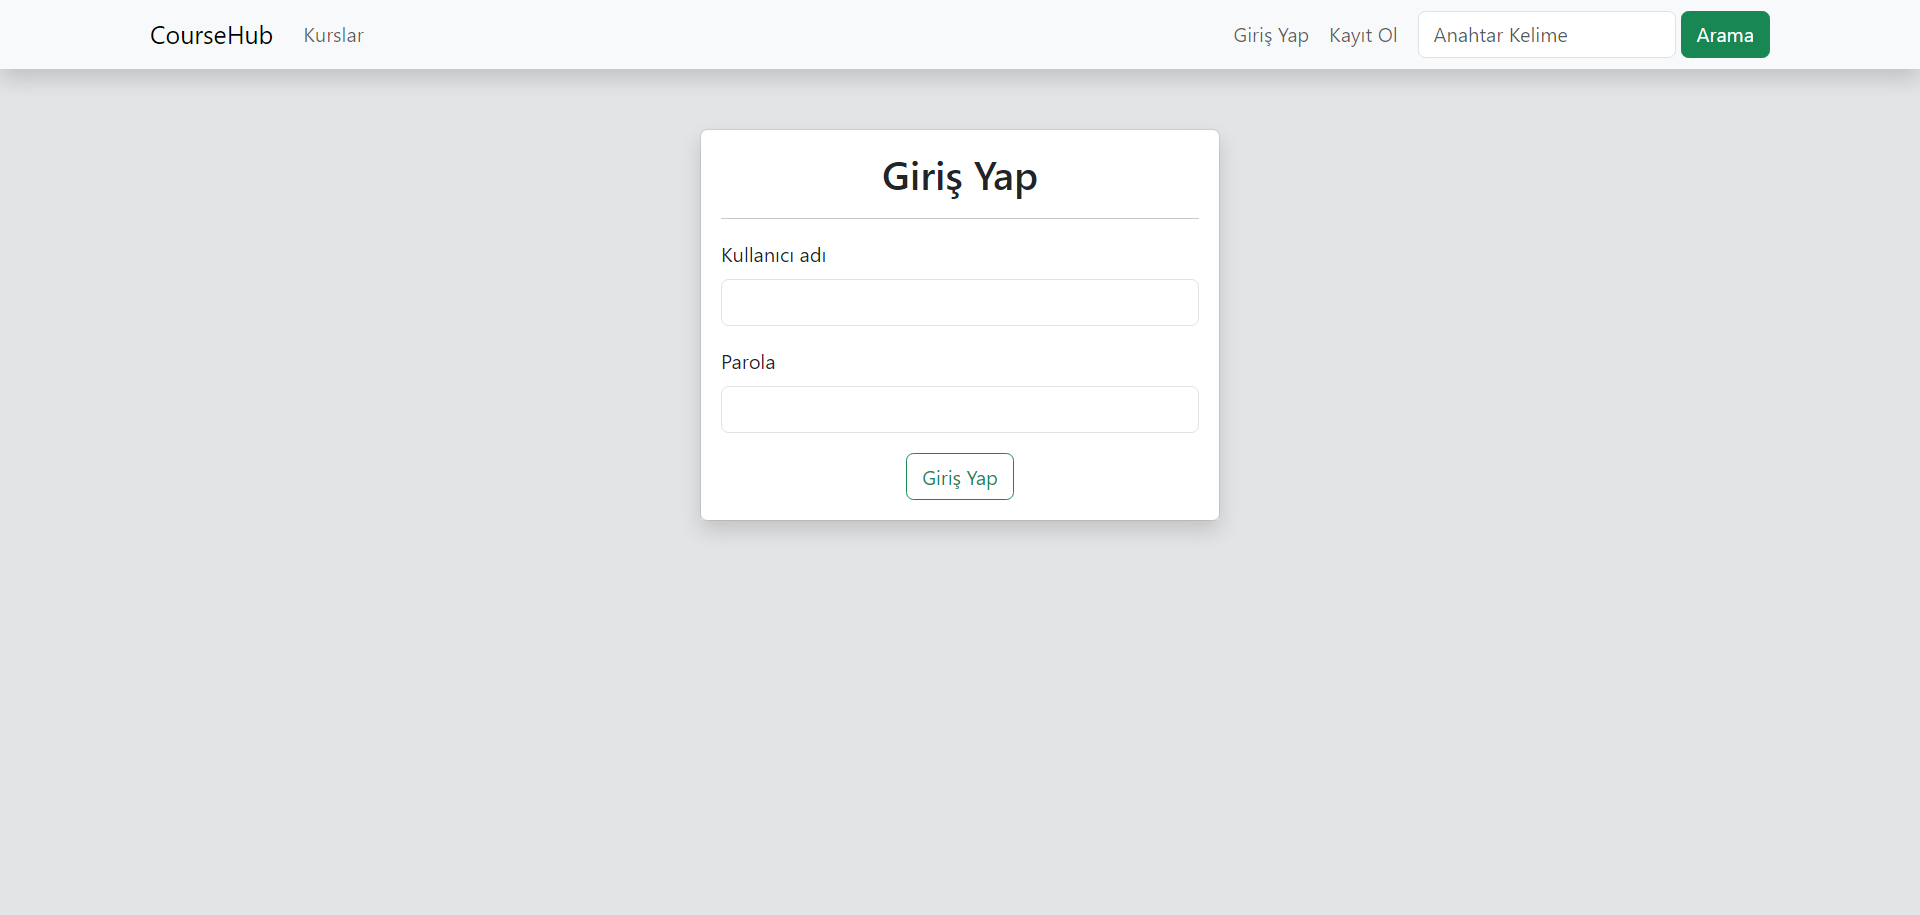 CourseHub Kurslar Giriş Yap Kayıt Ol Anahtar Kelime Arama
Giriş Yap
Kullanıcı adı
Parola
Giriş Yap